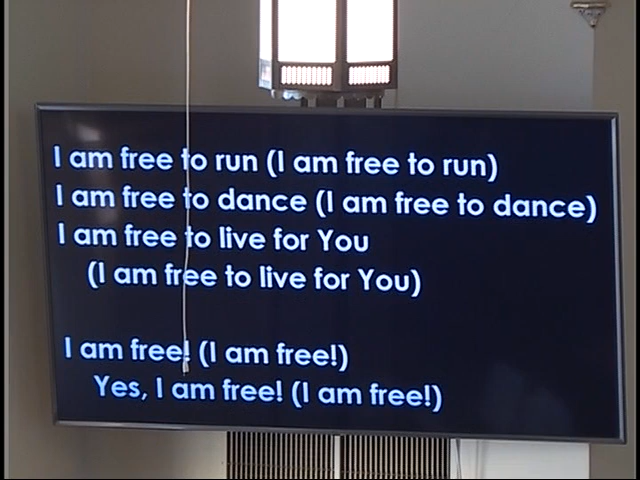 I am free to run (I am free to run)
I am free to dance (I am free to dance)
I am free to live for You
(I am free to live for You)
I am free! (I am free!)
Yes, I am free! (I am free!)